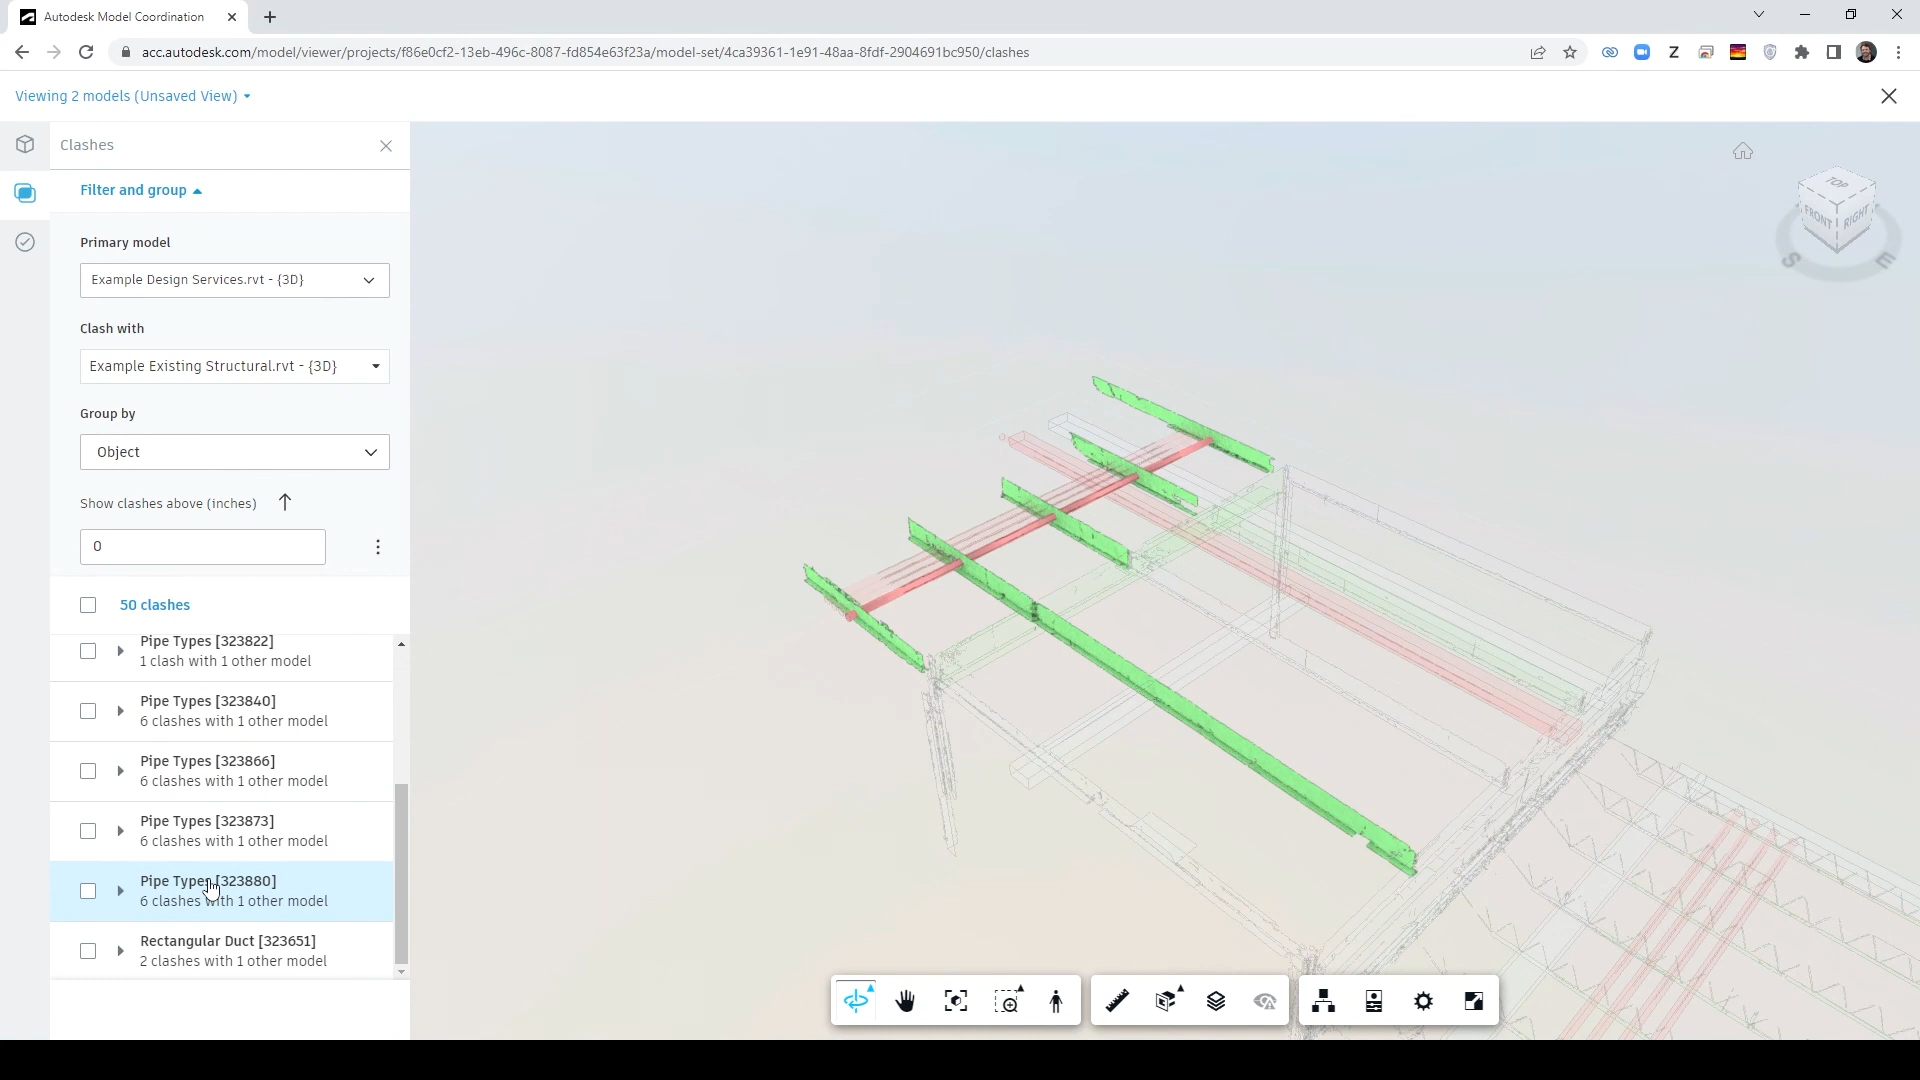 Autodesk Model Coordination
acc.autodesk.com/model/viewer/projects/f86e0cf2-13eb-496c-8087-fd854e63f23a/model-set/4ca39361-1e91-48aa-8fdf-2904691bc950/clashes
Z
Viewing 2 models (Unsaved View)
Clashes
Filter and group
Primary model
Example Design Services.rvt - {3D}
Clash with
Example Existing Structural.rvt - {3D}
Group by
Object
Show clashes above (inches)
0
50 clashes
Pipe Types [323822]
1 clash with 1 other model
Pipe Types [323840]
6 clashes with 1 other model
Pipe Types [323866]
6 clashes with 1 other model
Pipe Types [323873]
6 clashes with 1 other model
Pipe Types [323880]
6 clashes with 1 other model
Rectangular Duct [323651]
2 clashes with 1 other model
TOP
FRONT RIGHT
S E